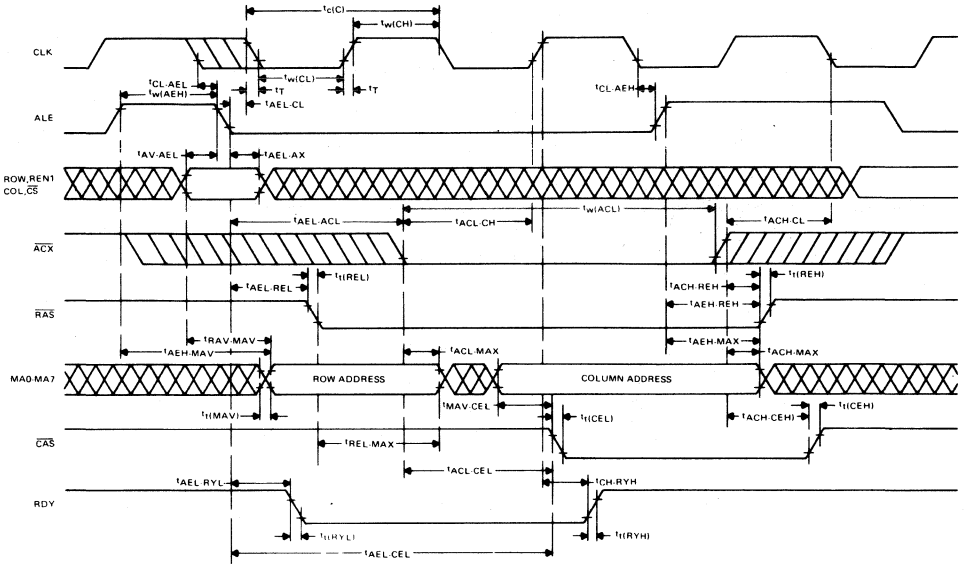 tc(C)
tw(CH)
CLK
tCL-AEL
tw(CL)
tw(AEH)
tT
tT
tCL-AEH
tAEL-CL
ALE
tAV-AEL
tAEL-AX
ROW,REN1
COL,CS
tw(ACL)
tAEL-ACL
tACL-CH
tACH-CL
ACX
tt(REL)
tt(REH)
tACH-REH
tAEL-REL
tAEH-REH
RAS
tRAV-MAV
tAEH-MAX
tAEH-MAV
tACL-MAX
tACH-MAX
MA0-MA7
ROW ADDRESS
COLUMN ADDRESS
tMAV-CEL
tt(CEH)
tt(MAV)
tt(CEL)
tACH-CEH)
CAS
tREL-MAX
tACL-CEL
tAEL-RYL
tCH-RYH
RDY
tt(RYL)
tt(RYH)
tAEL-CEL